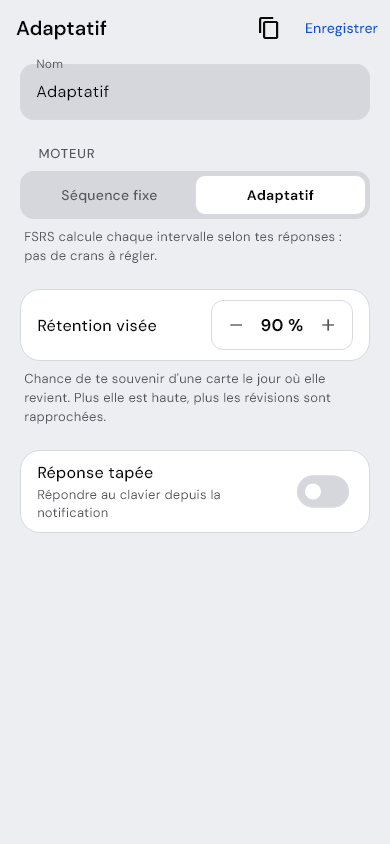 Adaptatif
Enregistrer
Nom
Adaptatif
MOTEUR
Séquence fixe
Adaptatif
FSRS calcule chaque intervalle selon tes réponses :
pas de crans à régler.
Rétention visée
− 90 % +
Chance de te souvenir d'une carte le jour où elle
revient. Plus elle est haute, plus les révisions sont
rapprochées.
Réponse tapée
Répondre au clavier depuis la
notification